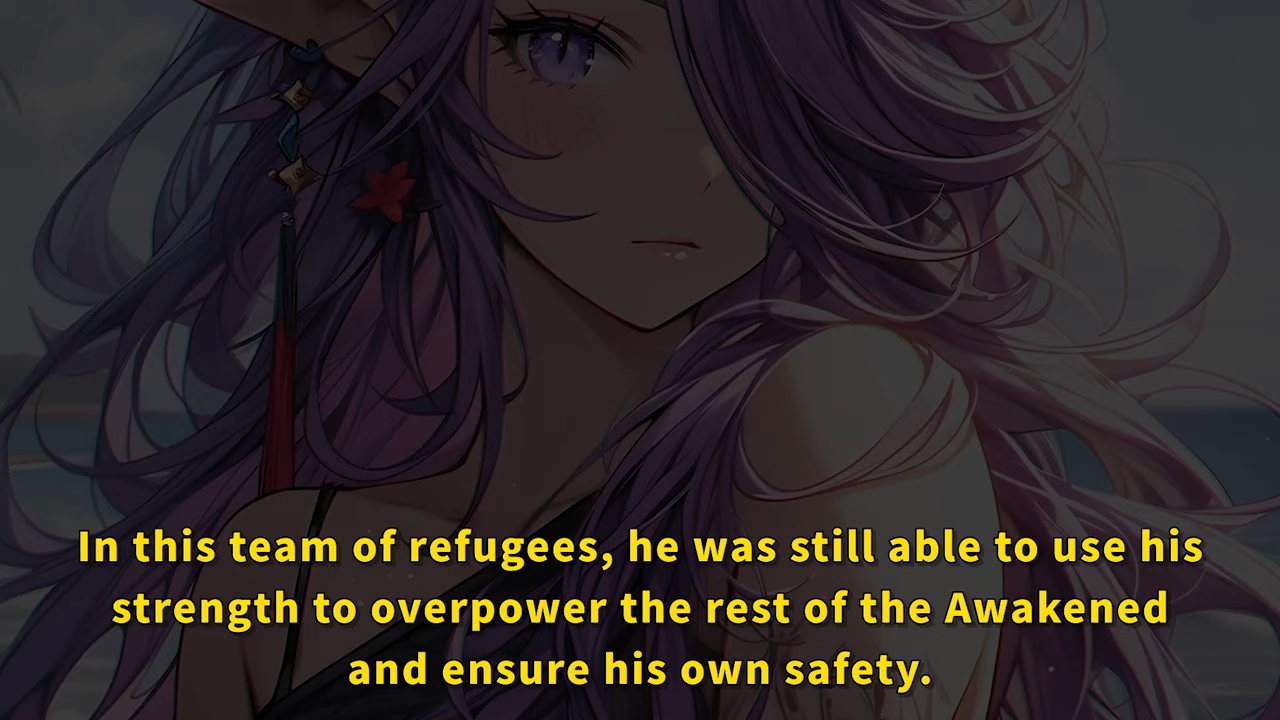 In this team of refugees, he was still able to use his
strength to overpower the rest of the Awakened
and ensure his own safety.